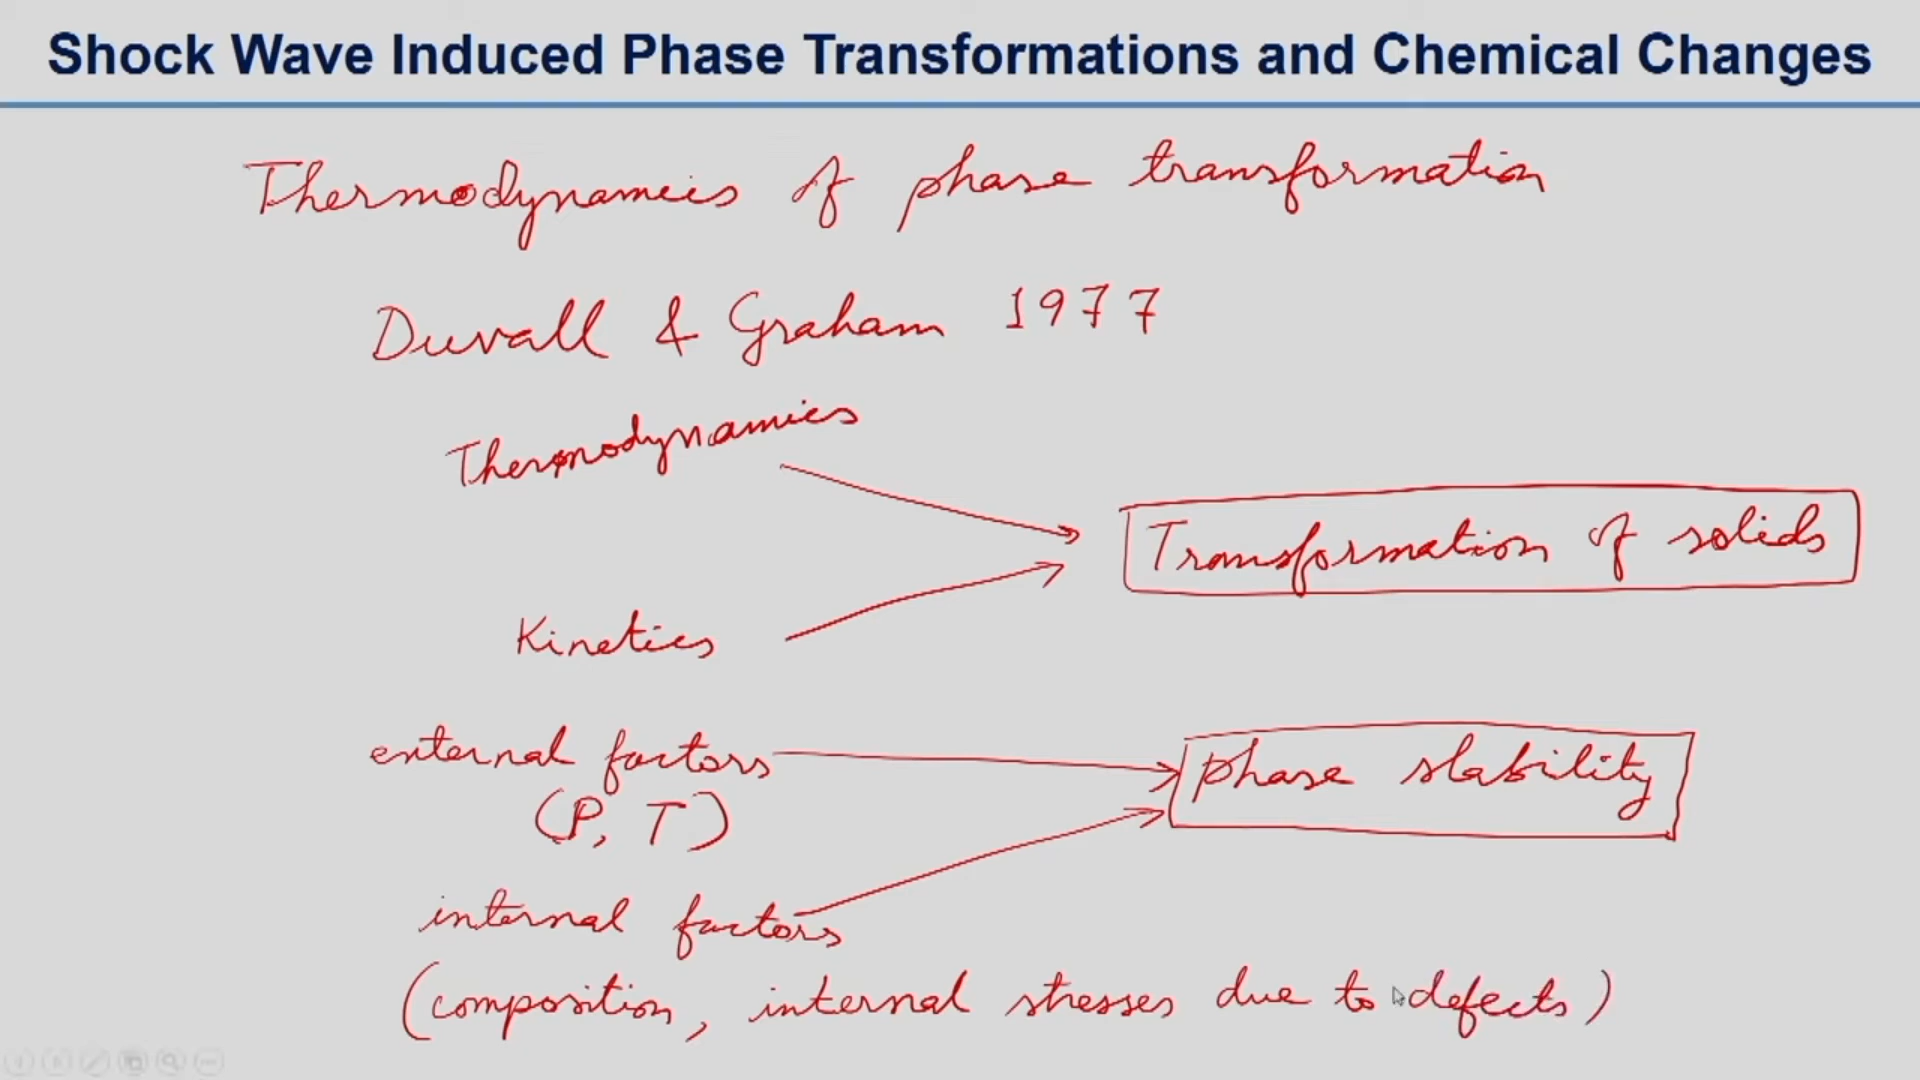 Shock Wave Induced Phase Transformations and Chemical Changes
Thermodynamics of phase transformation
Duvall & Graham 1977
Thermodynamics
Transformation of solids
Kinetics
external factors
(P, T)
phase stability
internal factors
(composition, internal stresses due to defects)